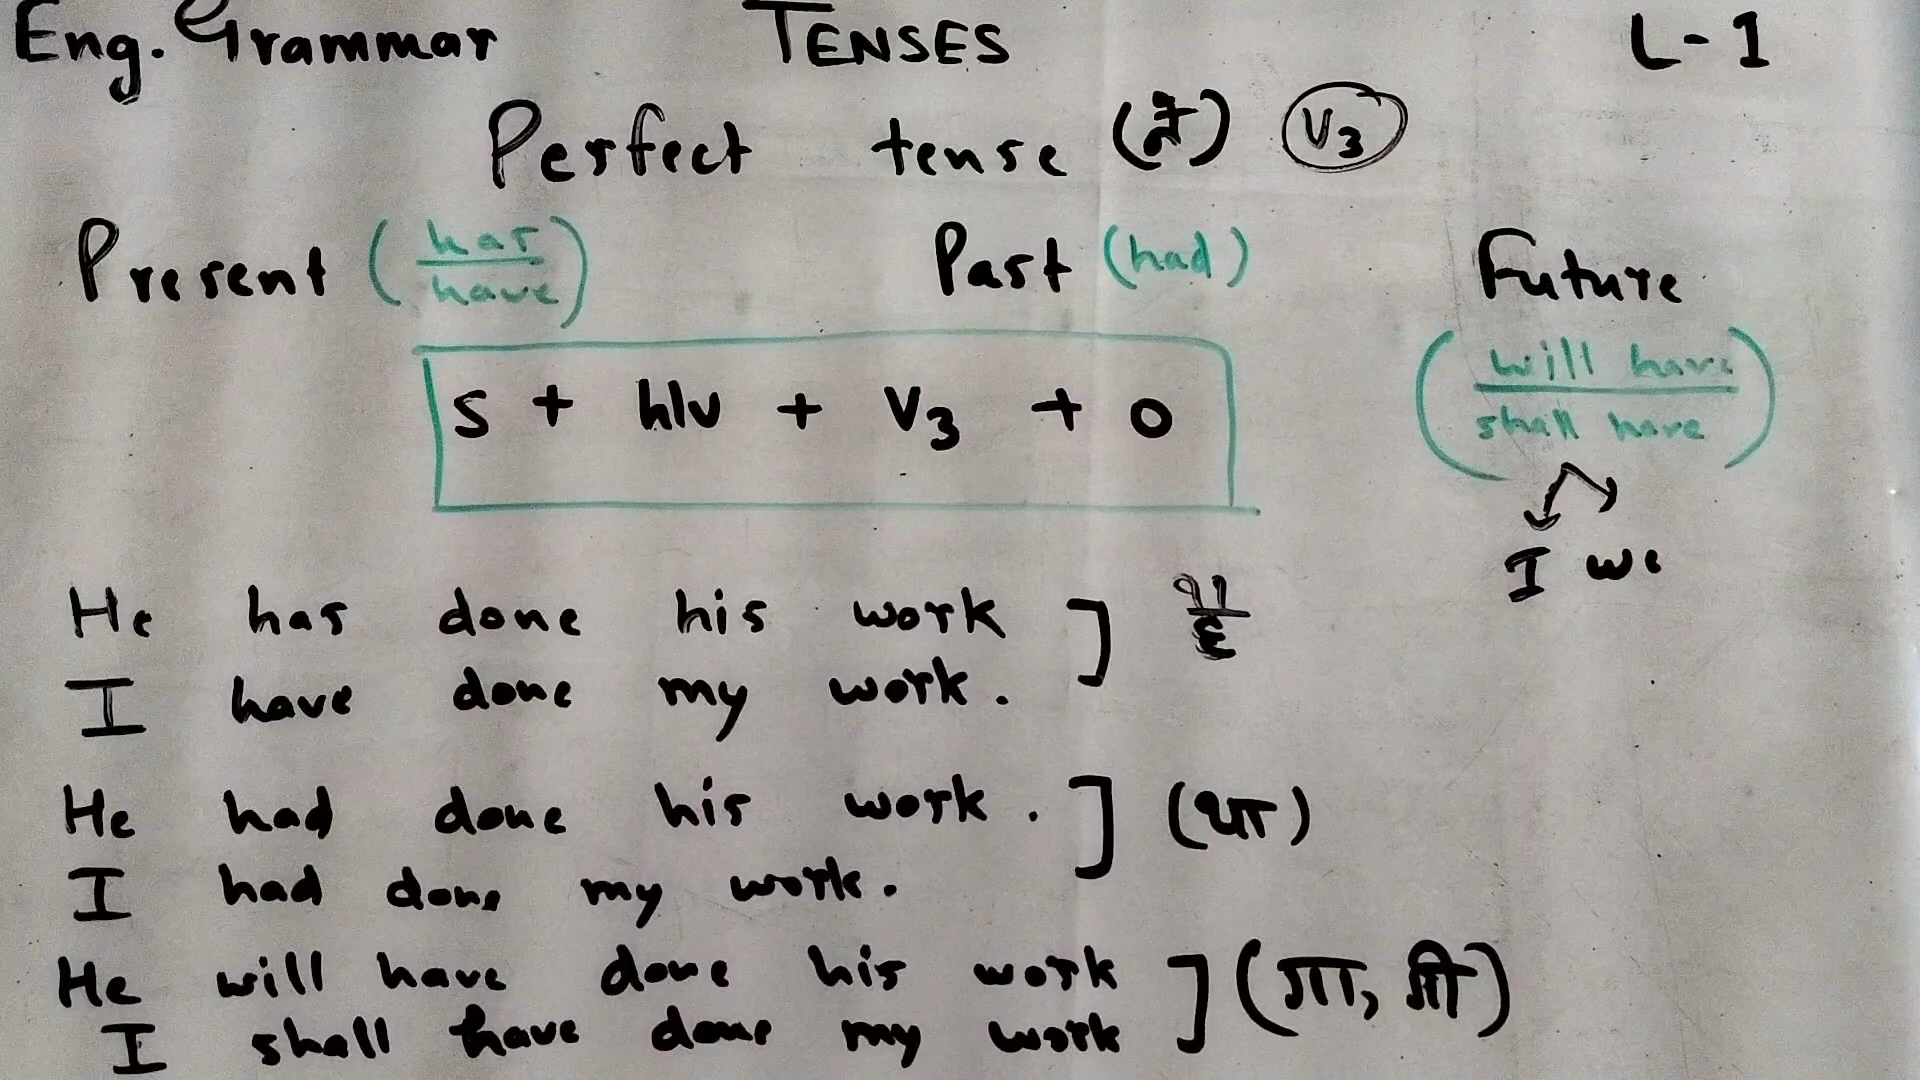 Eng. Grammar TENSES L-1
Perfect tense (ने) V3
Present (has/have) Past (had) Future
(will have/shall have)
S + h/v + V3 + O
I we
He has done his work ]
I have done my work.
He had done his work. ] (था)
I had done my work.
He will have done his work ] (गा, गी)
I shall have done my work